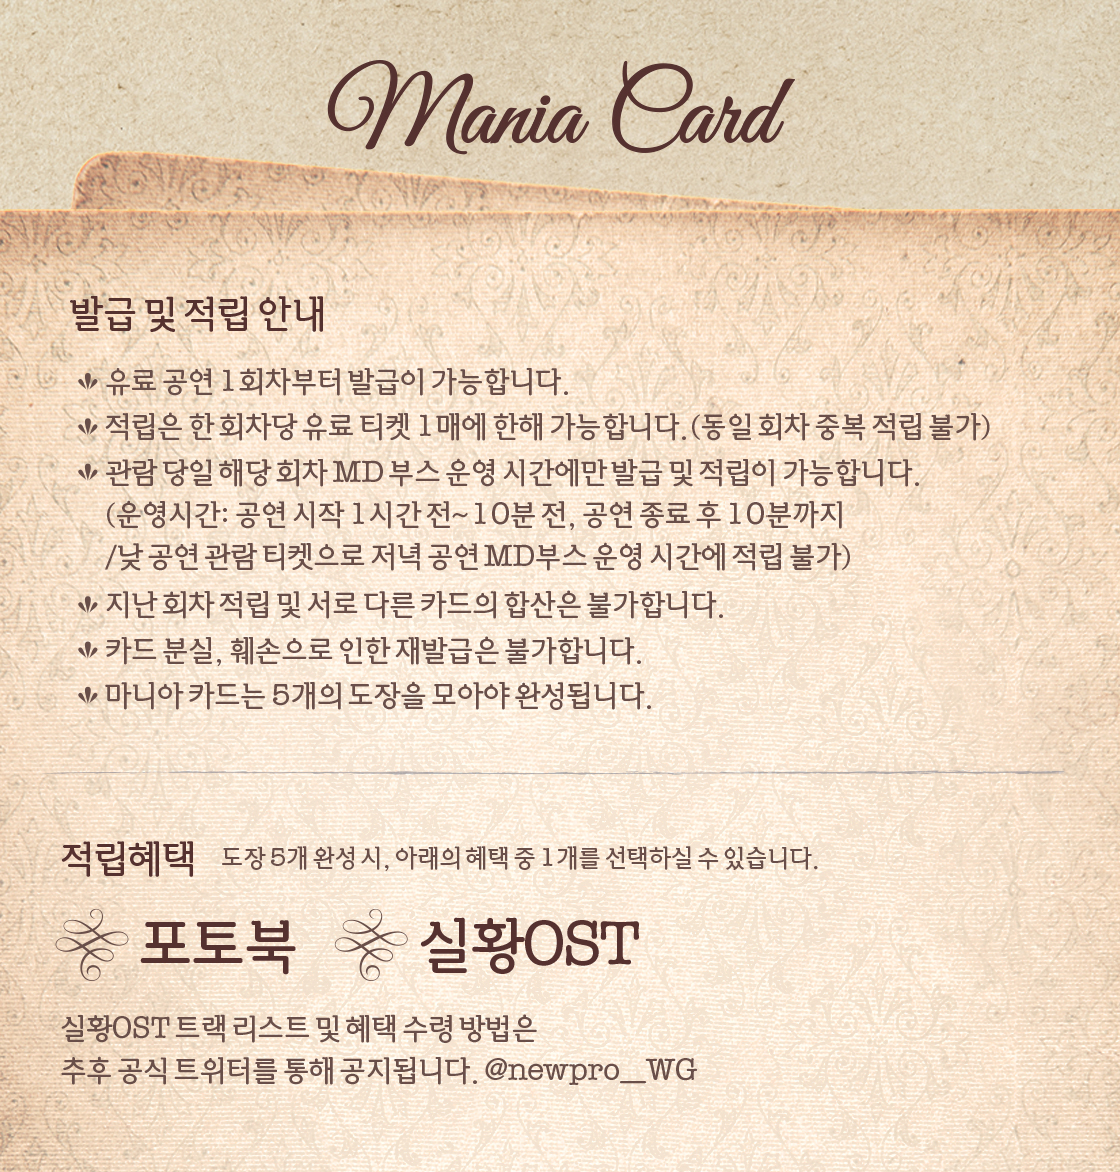 Mania Card
발급 및 적립 안내
유료 공연 1회차부터 발급이 가능합니다.
적립은 한 회차당 유료 티켓 1매에 한해 가능합니다.(동일 회차 중복 적립 불가)
관람 당일 해당 회차 MD 부스 운영 시간에만 발급 및 적립이 가능합니다.
(운영시간: 공연 시작 1시간 전~10분 전, 공연 종료 후 10분까지
/낮 공연 관람 티켓으로 저녁 공연 MD부스 운영 시간에 적립 불가)
지난 회차 적립 및 서로 다른 카드의 합산은 불가합니다.
카드 분실, 훼손으로 인한 재발급은 불가합니다.
마니아 카드는 5개의 도장을 모아야 완성됩니다.
적립혜택 도장 5개 완성 시, 아래의 혜택 중 1개를 선택하실 수 있습니다.
포토북 실황OST
실황OST 트랙 리스트 및 혜택 수령 방법은
추후 공식 트위터를 통해 공지됩니다. @newpro__WG